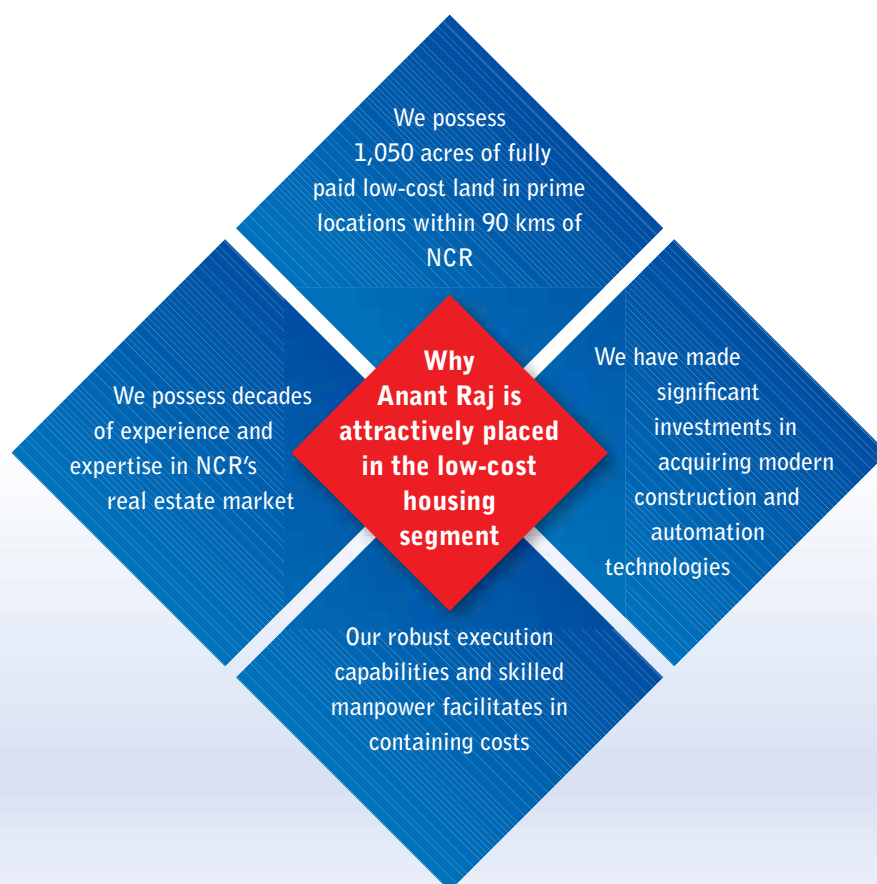 We possess
1,050 acres of fully
paid low-cost land in prime
locations within 90 kms of
NCR
We possess decades
of experience and
expertise in NCR's
real estate market
Why
Anant Raj is
attractively placed
in the low-cost
housing
segment
We have made
significant
investments in
acquiring modern
construction and
automation
technologies
Our robust execution
capabilities and skilled
manpower facilitates in
containing costs